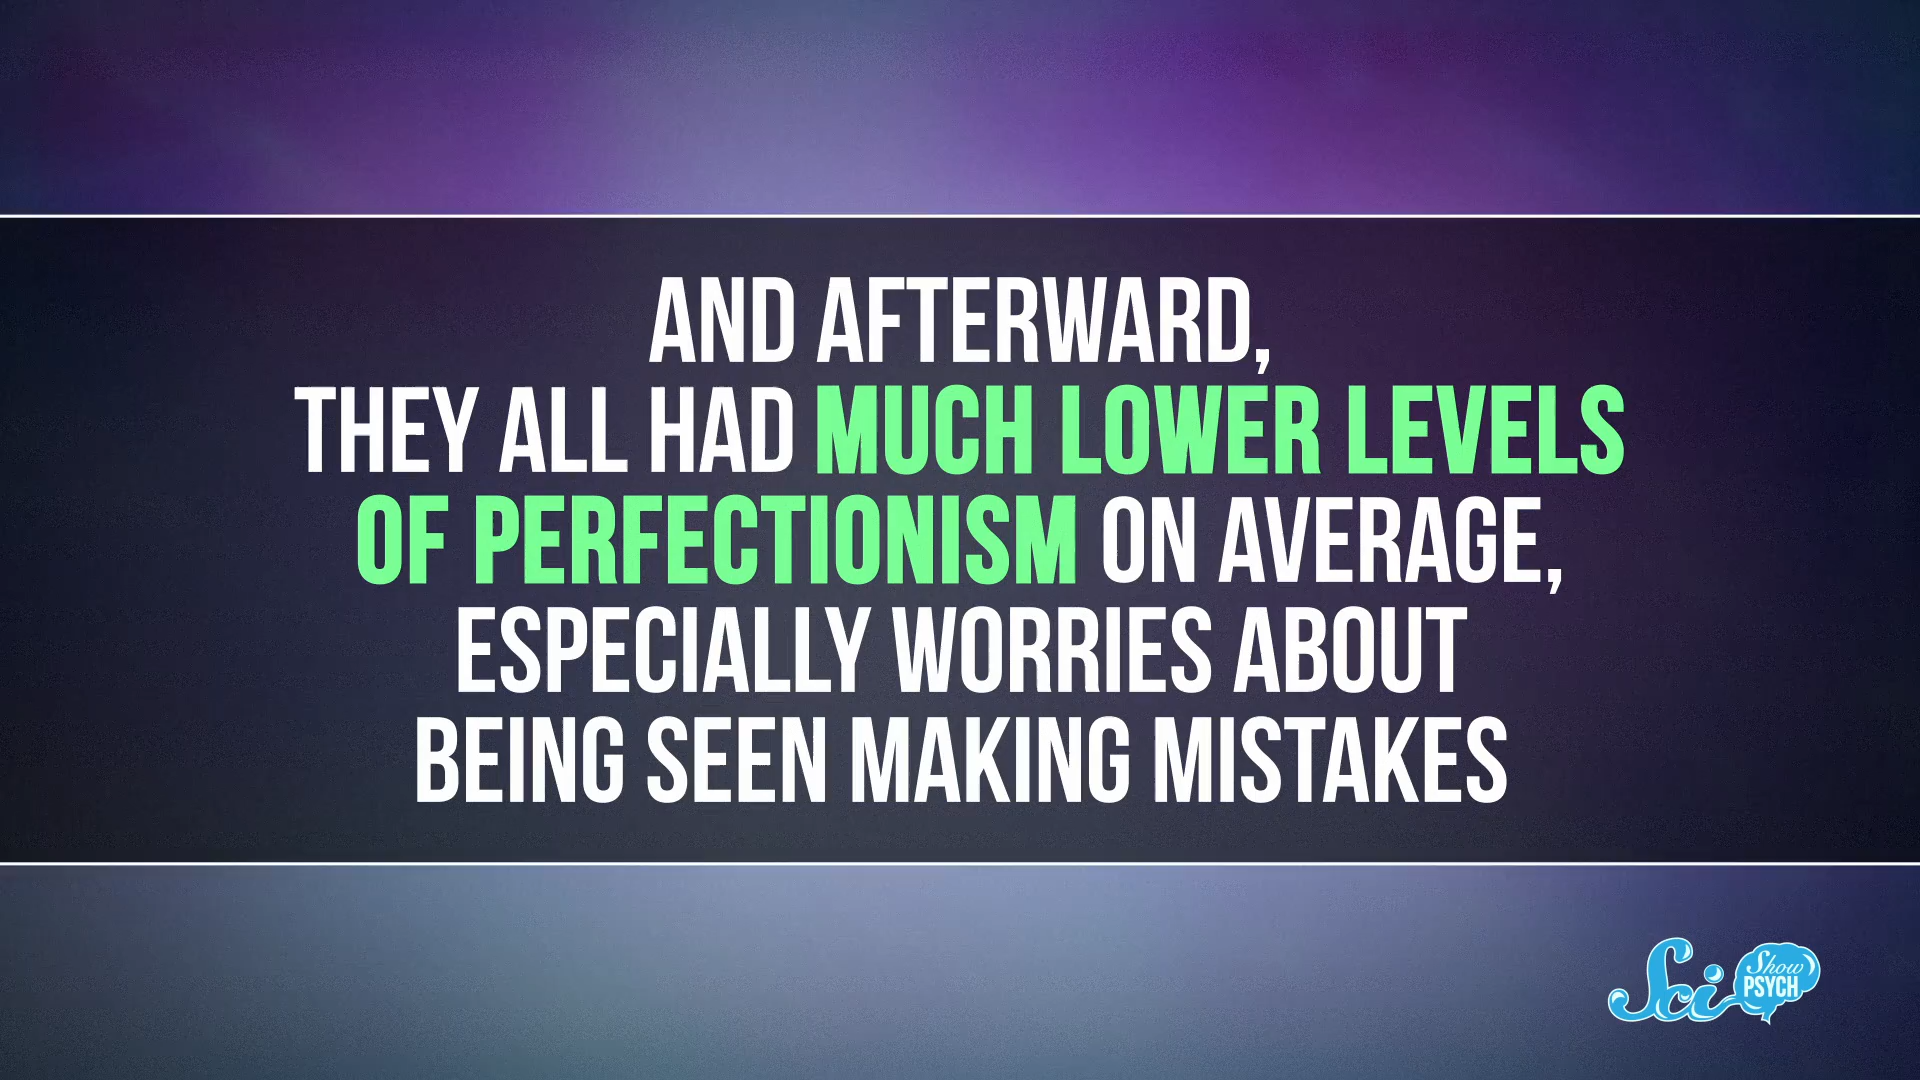 AND AFTERWARD,
THEY ALL HAD MUCH LOWER LEVELS
OF PERFECTIONISM ON AVERAGE,
ESPECIALLY WORRIES ABOUT
BEING SEEN MAKING MISTAKES
Sci Show
PSYCH